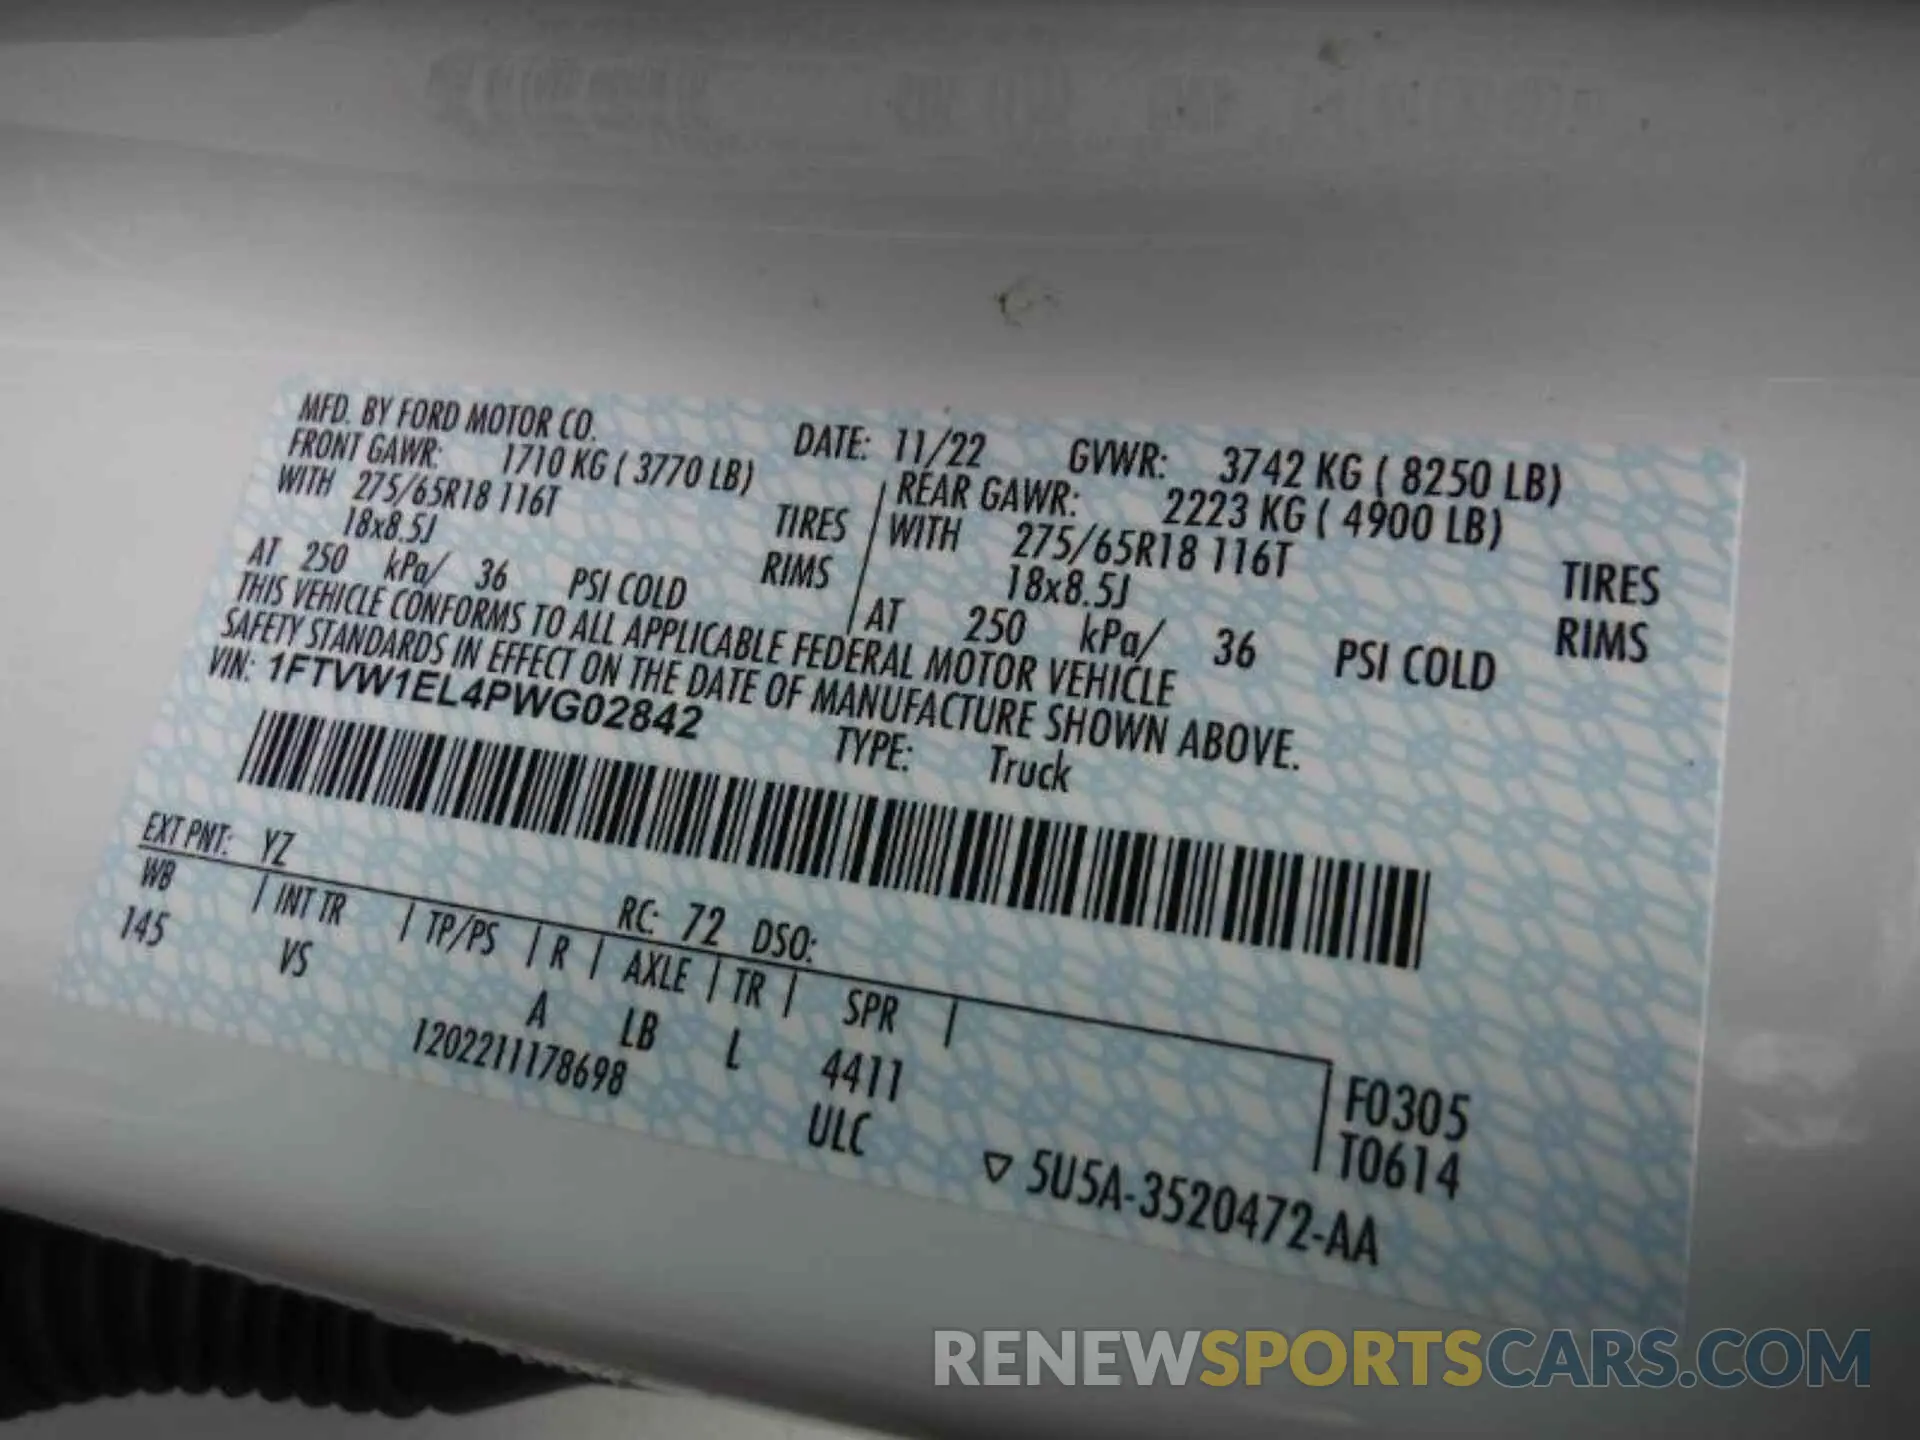 MFD. BY FORD MOTOR CO. DATE: 11/22 GVWR: 3742 KG ( 8250 LB)
FRONT GAWR: 1710 KG ( 3770 LB) REAR GAWR: 2223 KG ( 4900 LB)
WITH 275/65R18 116T TIRES WITH 275/65R18 116T TIRES
18x8.5J RIMS 18x8.5J RIMS
AT 250 kPa/ 36 PSI COLD AT 250 kPa/ 36 PSI COLD
THIS VEHICLE CONFORMS TO ALL APPLICABLE FEDERAL MOTOR VEHICLE
SAFETY STANDARDS IN EFFECT ON THE DATE OF MANUFACTURE SHOWN ABOVE.
VIN: 1FTVW1EL4PWG02842 TYPE: Truck
EXT PNT: YZ RC: 72 DSO:
WB | INT TR | TP/PS | R | AXLE | TR | SPR |
145 VS A LB L 4411 F0305
1202211178698 ULC T0614
▽ 5U5A-3520472-AA
RENEWSPORTSCARS.COM